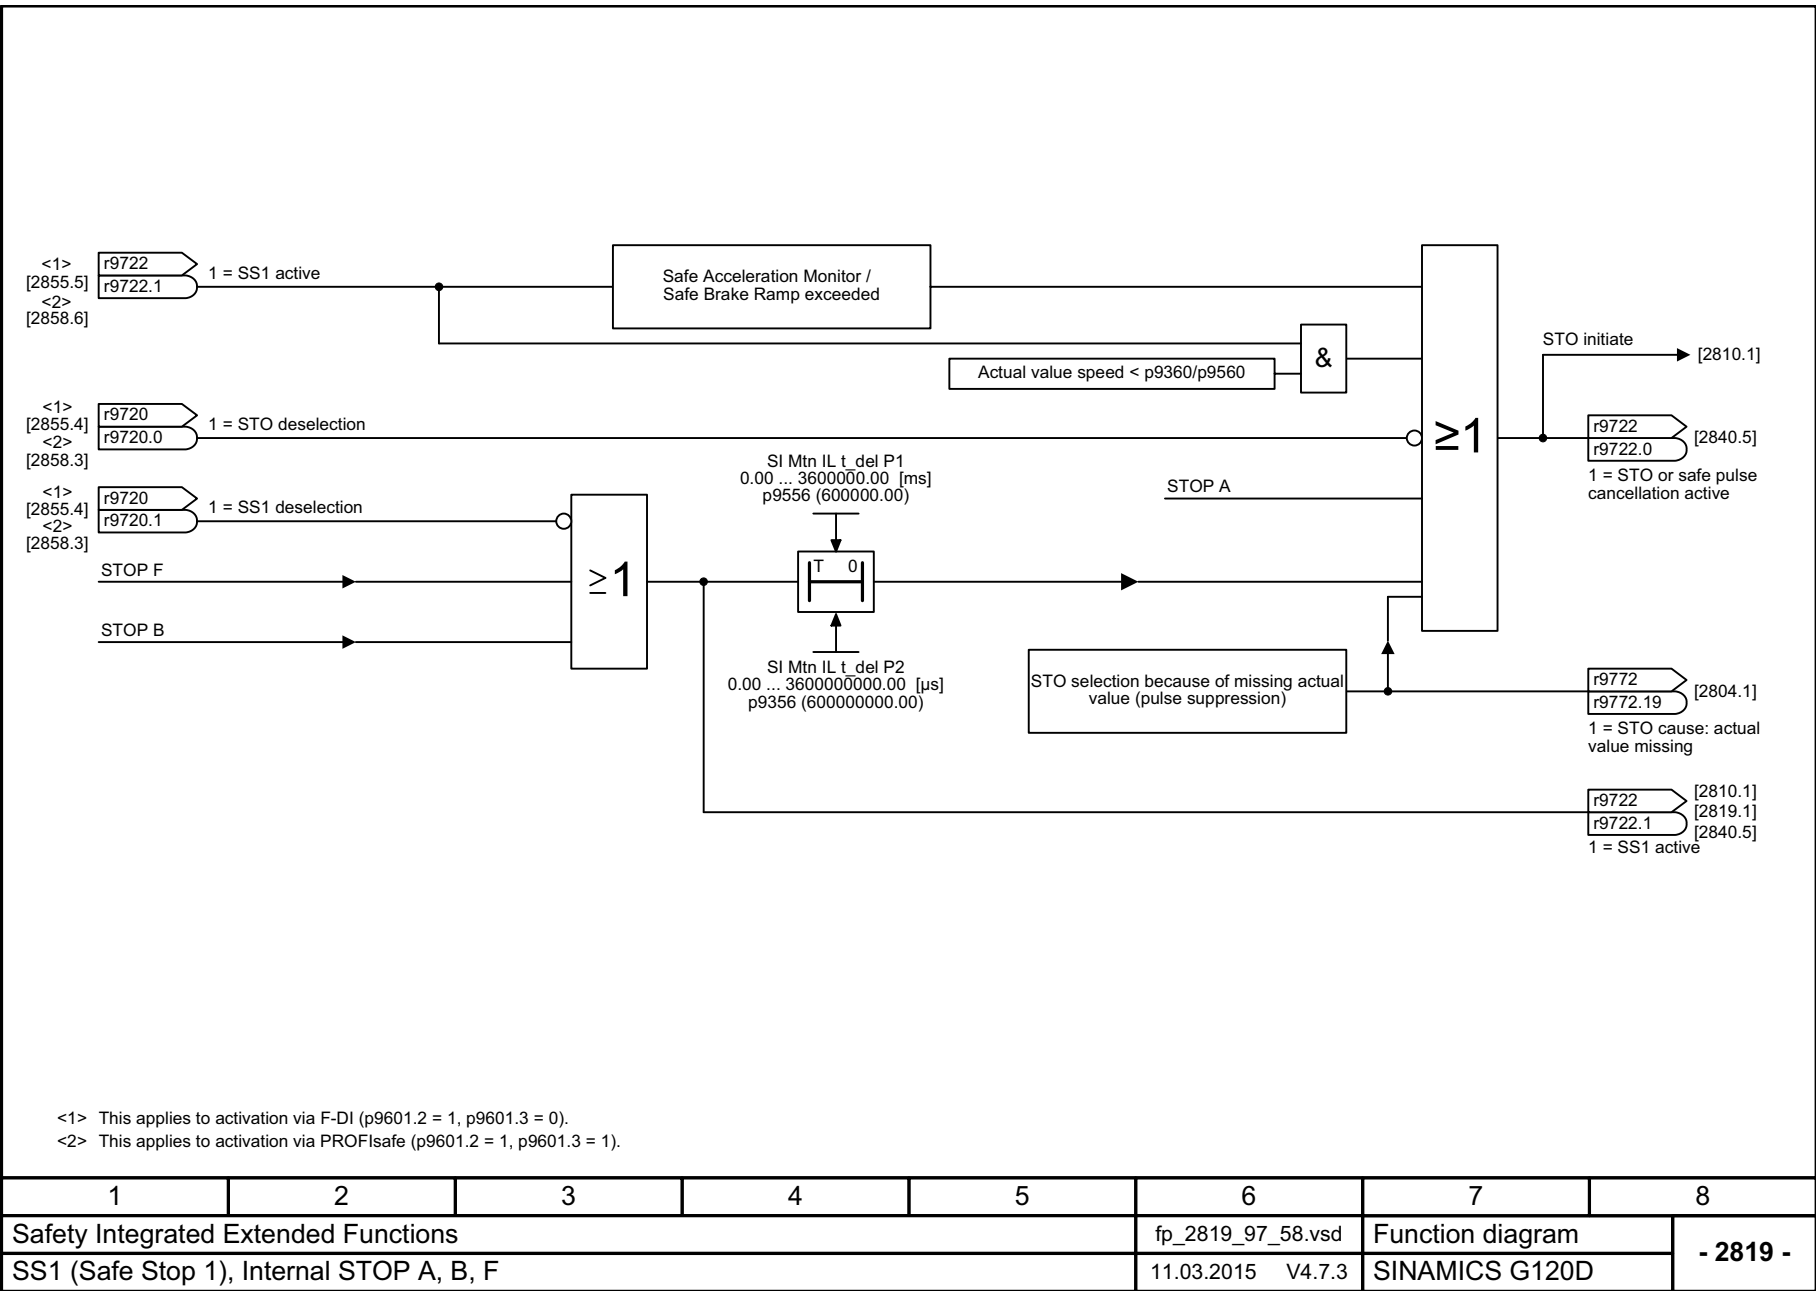 <1>
[2855.5]
<2>
[2858.6]
r9722
r9722.1
1 = SS1 active
Safe Acceleration Monitor /
Safe Brake Ramp exceeded
&
Actual value speed < p9360/p9560
<1>
[2855.4]
<2>
[2858.3]
r9720
r9720.0
1 = STO deselection
<1>
[2855.4]
<2>
[2858.3]
r9720
r9720.1
1 = SS1 deselection
STOP F
STOP B
≥1
SI Mtn IL t_del P1
0.00 ... 3600000.00 [ms]
p9556 (600000.00)
T 0
SI Mtn IL t_del P2
0.00 ... 3600000000.00 [µs]
p9356 (600000000.00)
STOP A
≥1
STO selection because of missing actual
value (pulse suppression)
STO initiate
[2810.1]
r9722
r9722.0
[2840.5]
1 = STO or safe pulse
cancellation active
r9772
r9772.19
[2804.1]
1 = STO cause: actual
value missing
r9722
r9722.1
[2810.1]
[2819.1]
[2840.5]
1 = SS1 active
<1> This applies to activation via F-DI (p9601.2 = 1, p9601.3 = 0).
<2> This applies to activation via PROFIsafe (p9601.2 = 1, p9601.3 = 1).
1 2 3 4 5 6 7 8
Safety Integrated Extended Functions
fp_2819_97_58.vsd
Function diagram
- 2819 -
SS1 (Safe Stop 1), Internal STOP A, B, F
11.03.2015 V4.7.3
SINAMICS G120D